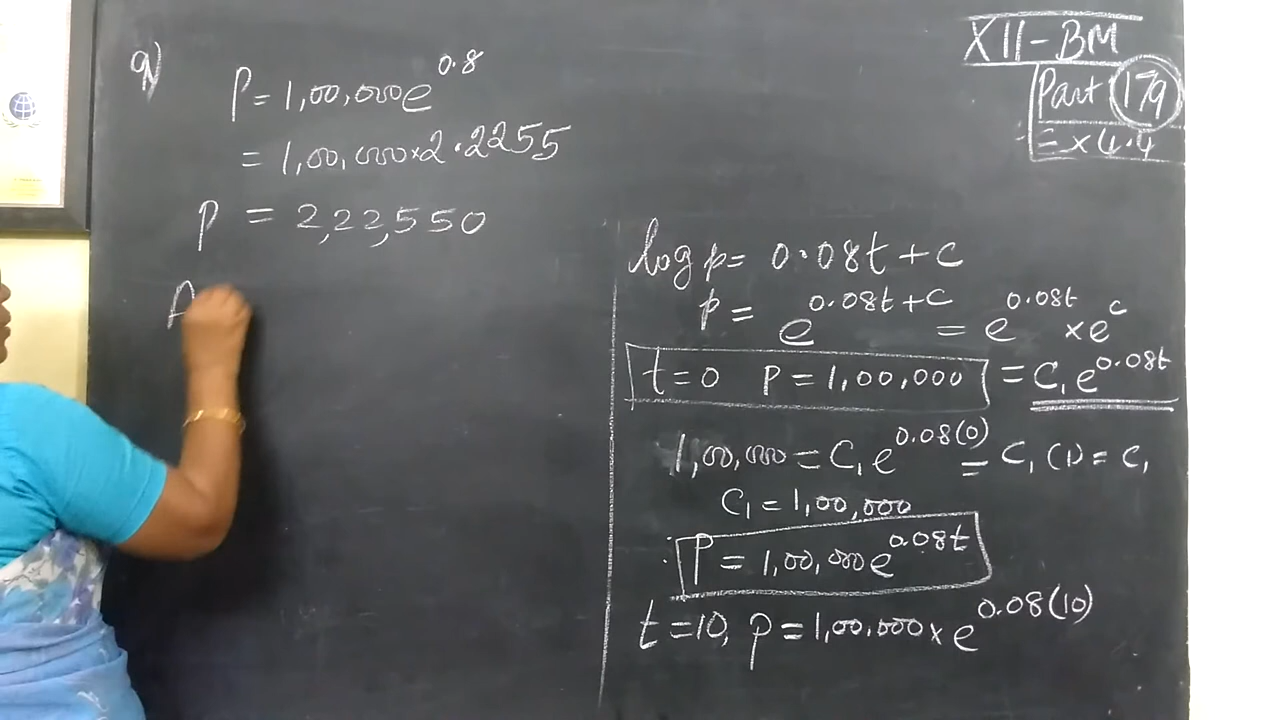 9)
P = 1,00,000e^0.8
= 1,00,000×2.2255
P = 2,22,550
A
XII-BM
Part 179
Ex 4.4
log p = 0.08t + c
p = e^0.08t+c = e^0.08t × e^c
t=0 P = 1,00,000 = C₁e^0.08t
1,00,000 = C₁e^0.08(0) = C₁(1) = C₁
C₁ = 1,00,000
P = 1,00,000e^0.08t
t = 10, p = 1,00,000 × e^0.08(10)